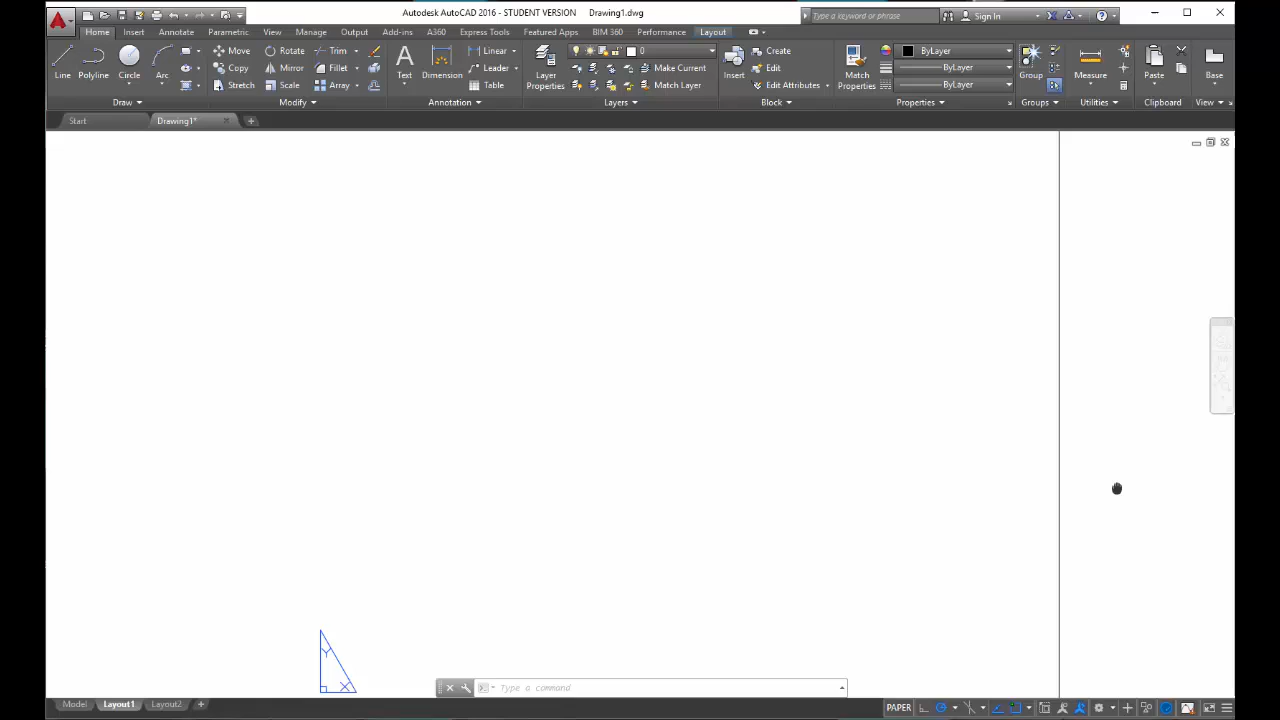 Autodesk AutoCAD 2016 - STUDENT VERSION Drawing1.dwg Type a keyword or phrase Sign In
Home Insert Annotate Parametric View Manage Output Add-ins A360 Express Tools Featured Apps BIM 360 Performance Layout
Line Polyline Circle Arc
Move Rotate Trim
Copy Mirror Fillet
Stretch Scale Array
Text Dimension
Linear
Leader
Table
Layer
Properties
0
Make Current
Match Layer
Insert
Create
Edit
Edit Attributes
Match
Properties
ByLayer
ByLayer
ByLayer
Group Measure Paste Base
Draw Modify Annotation Layers Block Properties Groups Utilities Clipboard View
Start Drawing1*
Y
X
Type a command
Model Layout1 Layout2 PAPER